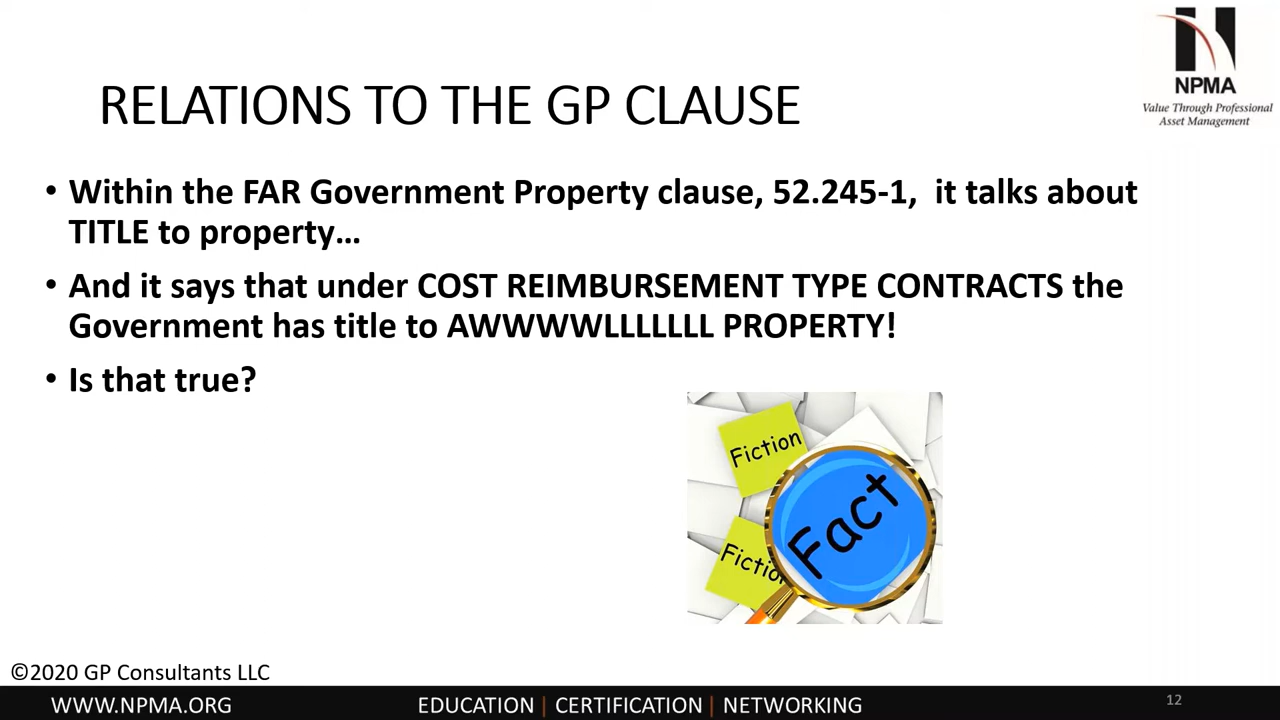 NPMA
Value Through Professional
Asset Management
RELATIONS TO THE GP CLAUSE
• Within the FAR Government Property clause, 52.245-1,  it talks about
TITLE to property…
• And it says that under COST REIMBURSEMENT TYPE CONTRACTS the
Government has title to AWWWWLLLLLLL PROPERTY!
• Is that true?
Fiction
Fact
Fictio
©2020 GP Consultants LLC
WWW.NPMA.ORG
EDUCATION | CERTIFICATION | NETWORKING
12